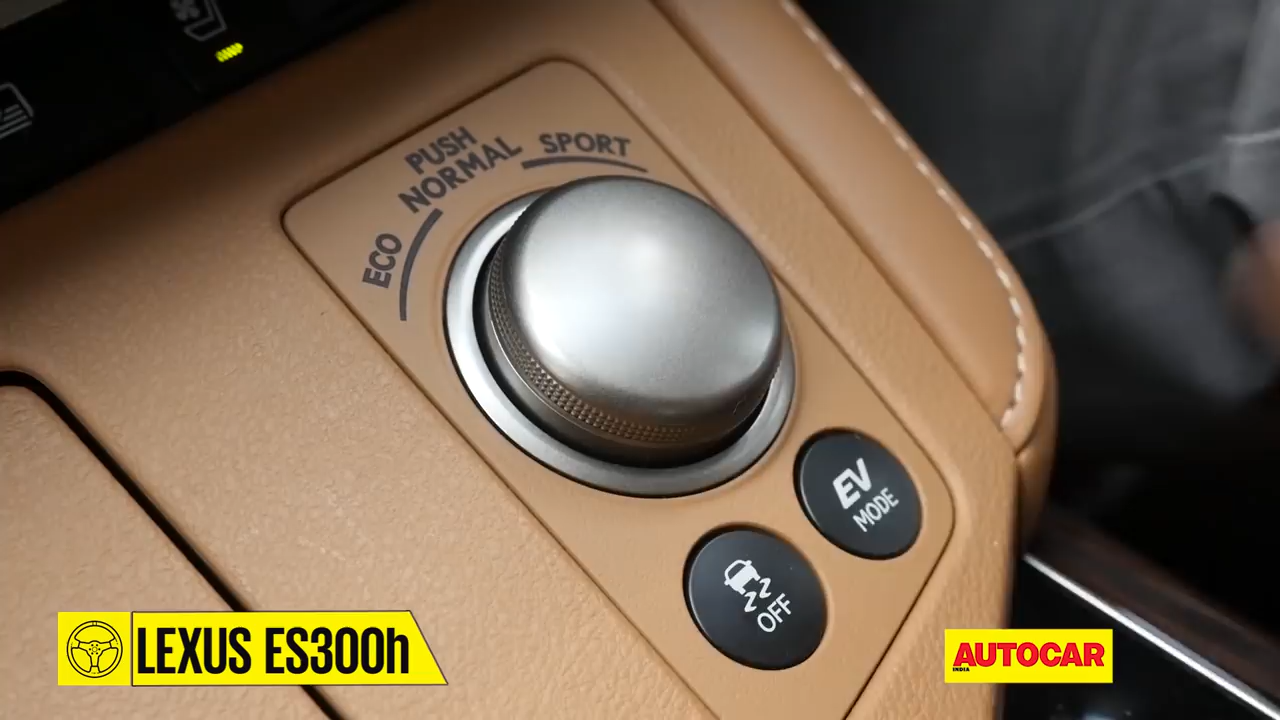 PUSH
NORMAL
SPORT
ECO
EV
MODE
OFF
LEXUS ES300h
AUTOCAR
INDIA